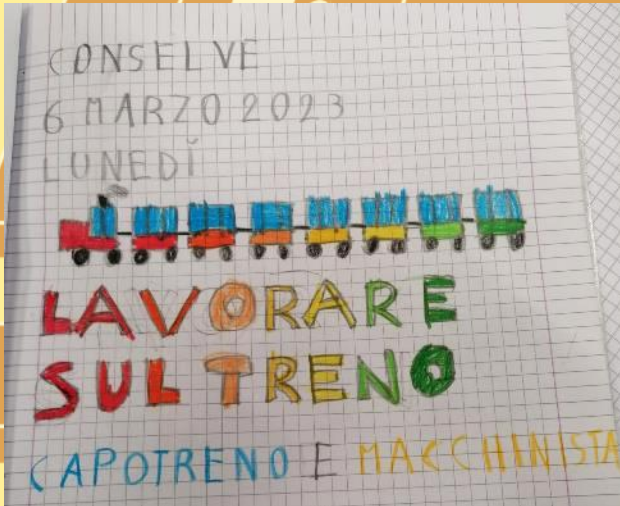 CONSELVE
6 MARZO 2023
LUNEDÌ
LAVORARE
SUL TRENO
CAPOTRENO E MACCHINISTA